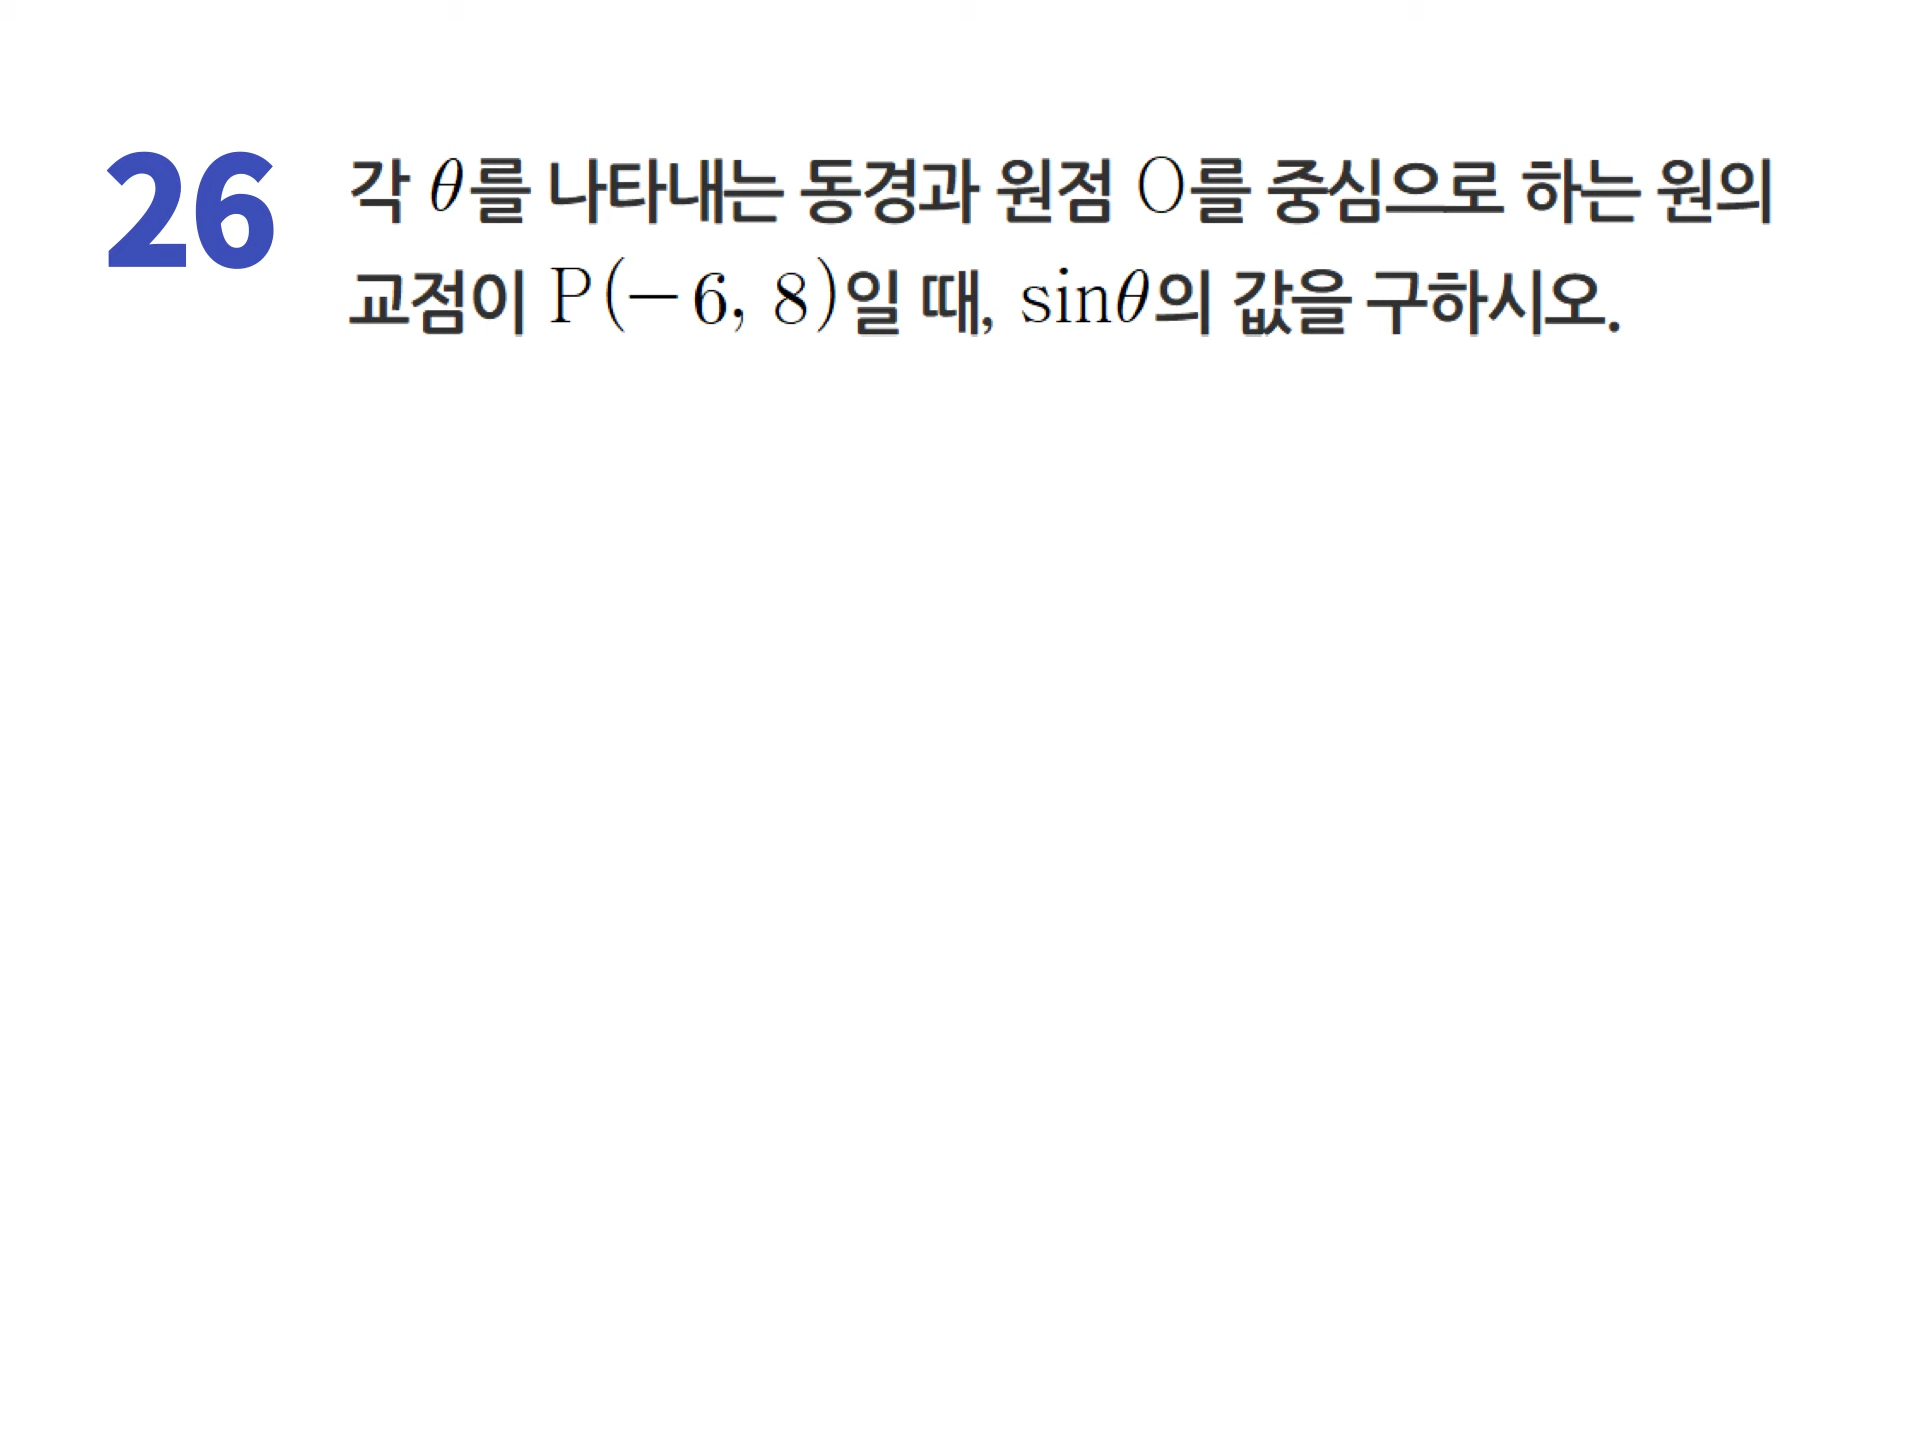 26 각 θ를 나타내는 동경과 원점 O를 중심으로 하는 원의
교점이 P(−6, 8)일 때, sinθ의 값을 구하시오.